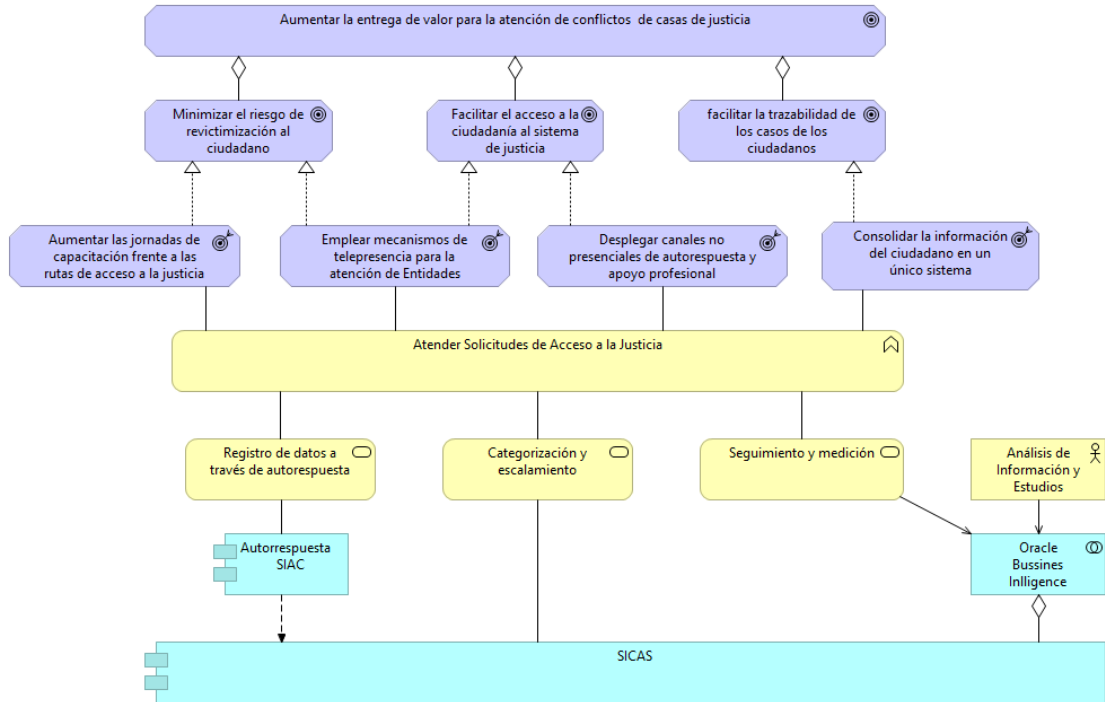 Aumentar la entrega de valor para la atención de conflictos  de casas de justicia
Minimizar el riesgo de
revictimización al
ciudadano
Facilitar el acceso a la
ciudadanía al sistema
de justicia
facilitar la trazabilidad de
los casos de los
ciudadanos
Aumentar las jornadas de
capacitación frente a las
rutas de acceso a la justicia
Emplear mecanismos de
telepresencia para la
atención de Entidades
Desplegar canales no
presenciales de autorespuesta y
apoyo profesional
Consolidar la información
del ciudadano en un
único sistema
Atender Solicitudes de Acceso a la Justicia
Registro de datos a
través de autorespuesta
Categorización y
escalamiento
Seguimiento y medición
Análisis de
Información y
Estudios
Autorrespuesta
SIAC
Oracle
Bussines
Inlligence
SICAS